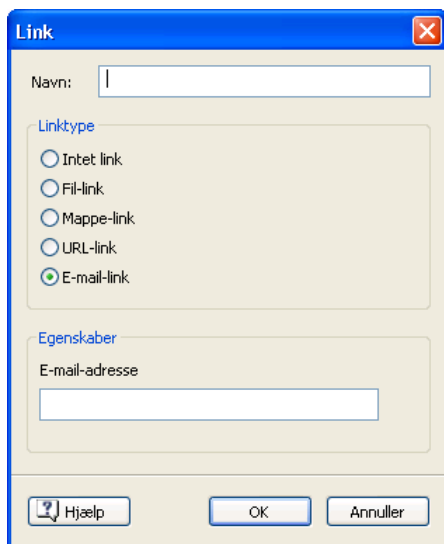 Link
Navn:
Linktype
Intet link
Fil-link
Mappe-link
URL-link
E-mail-link
Egenskaber
E-mail-adresse
Hjælp OK Annuller